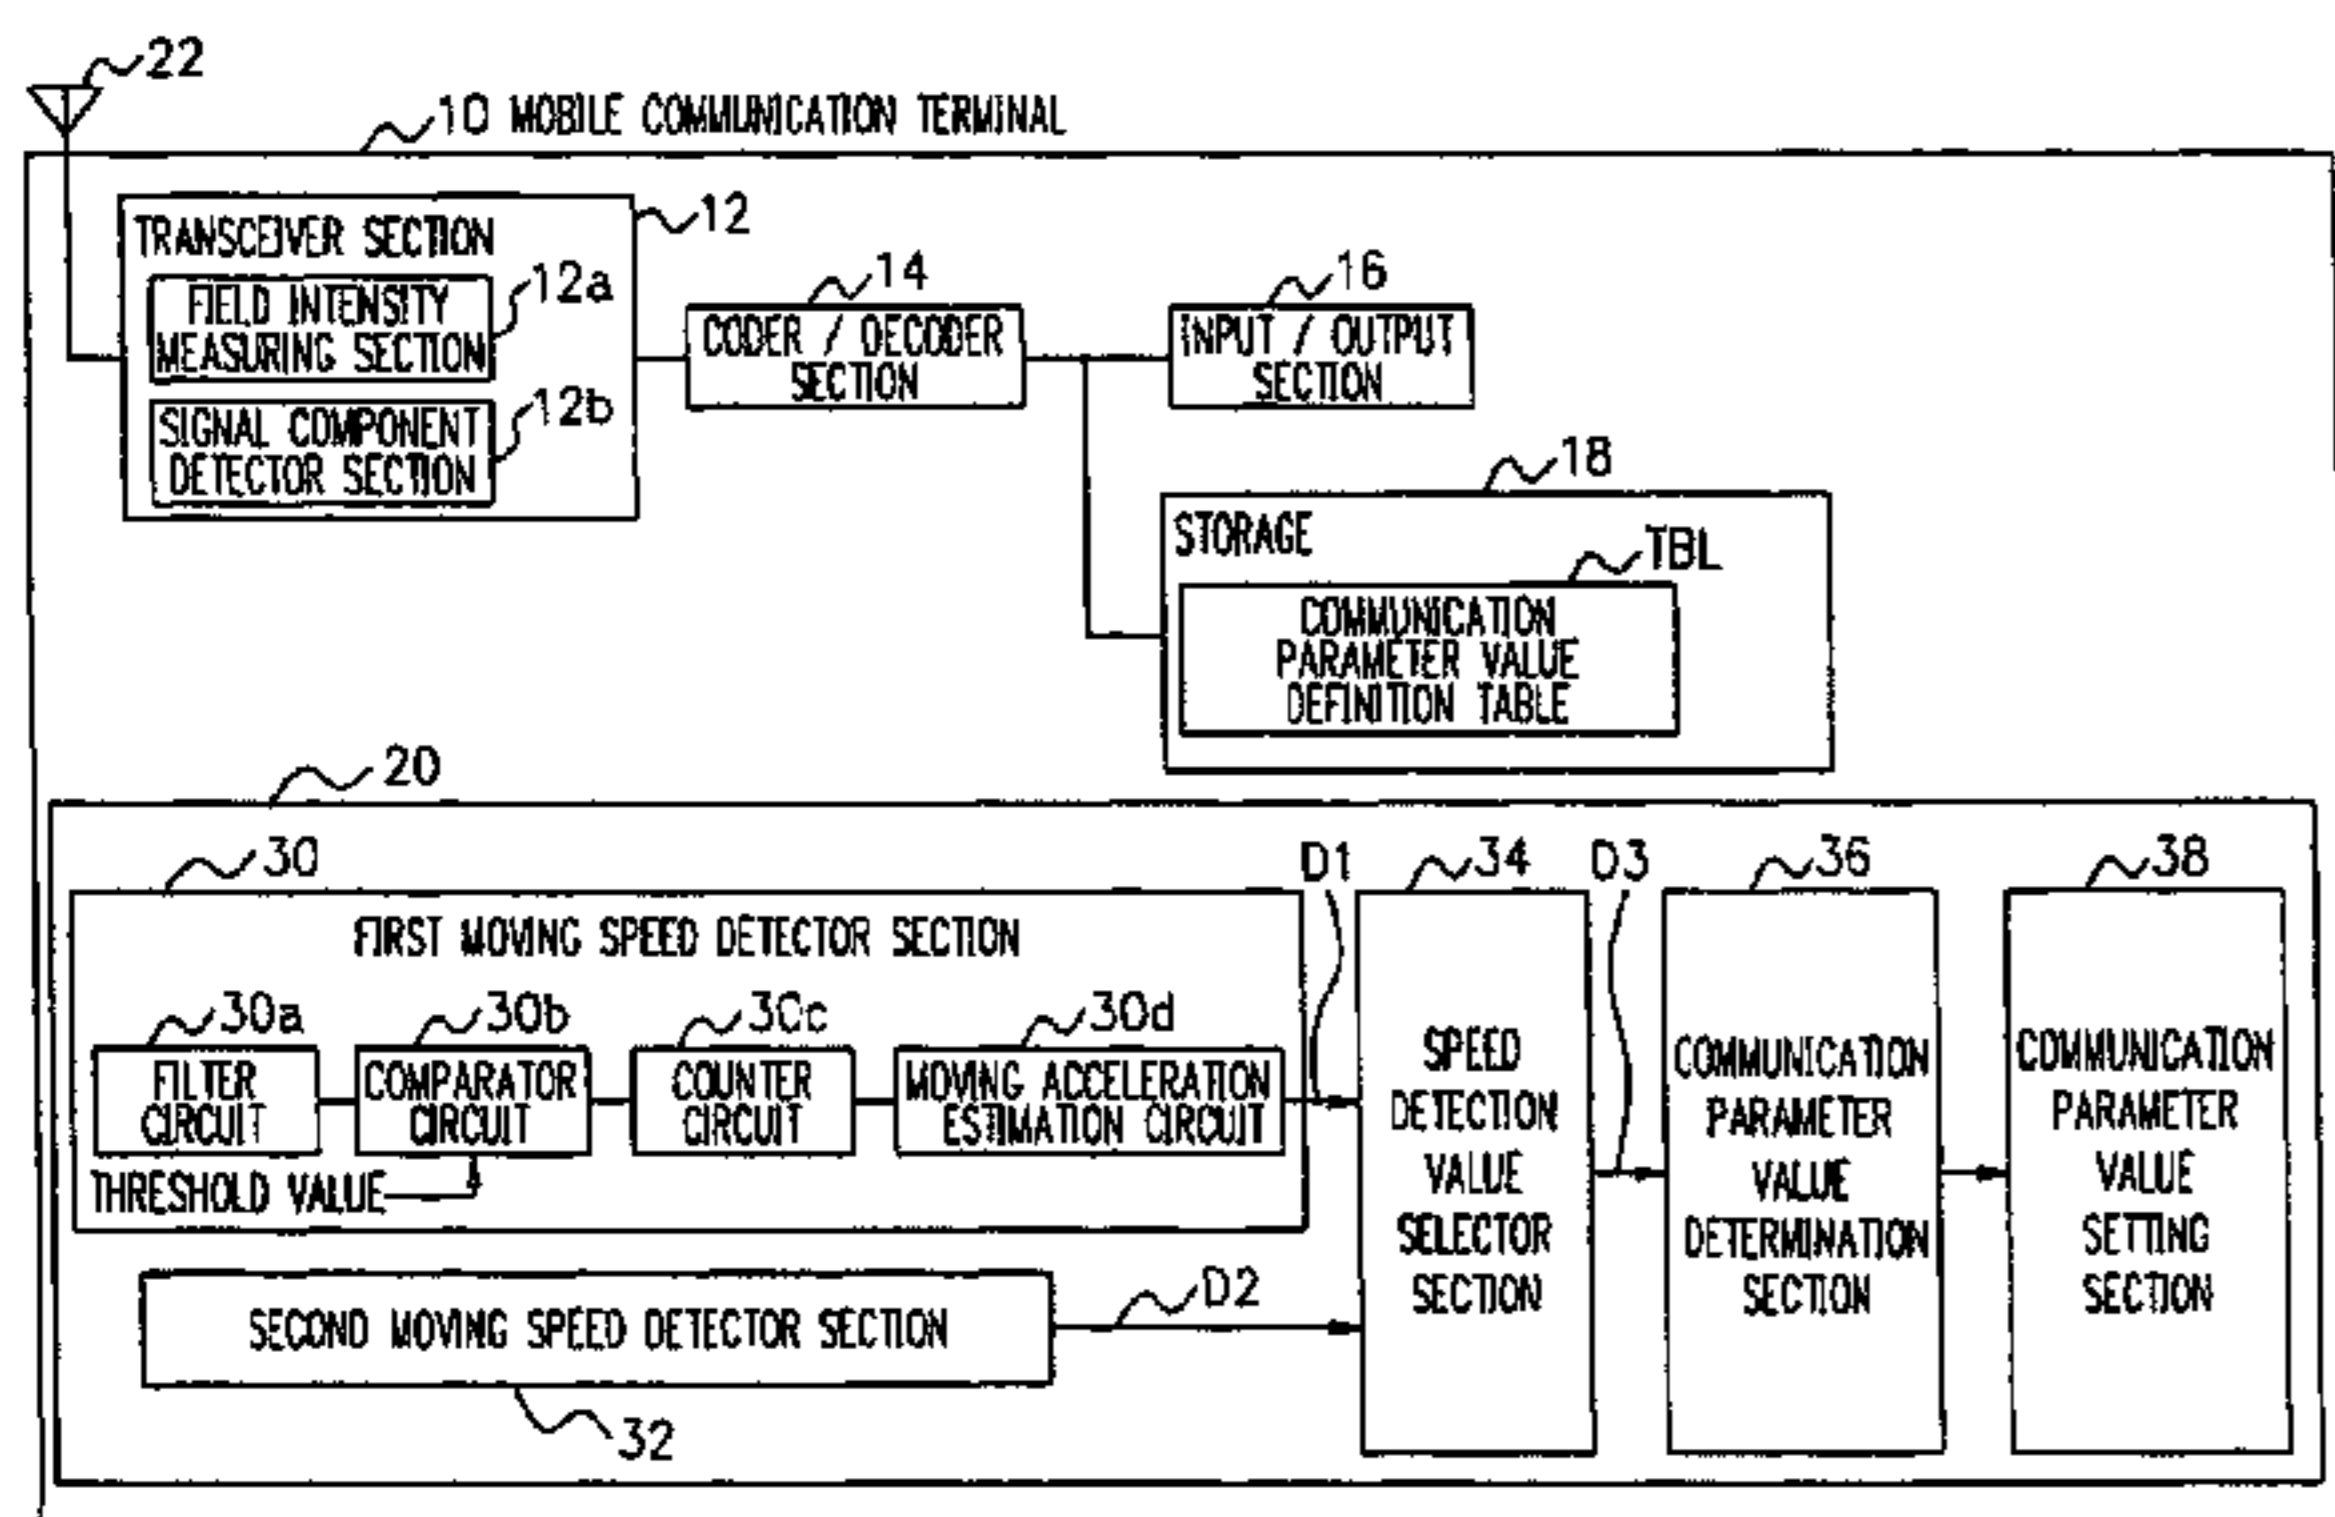 22
10 MOBILE COMMUNICATION TERMINAL
12
TRANSCEIVER SECTION
12a
FIELD INTENSITY
MEASURING SECTION
12b
SIGNAL COMPONENT
DETECTOR SECTION
14
CODER / DECODER
SECTION
16
INPUT / OUTPUT
SECTION
18
STORAGE
TBL
COMMUNICATION
PARAMETER VALUE
DEFINITION TABLE
20
30
FIRST MOVING SPEED DETECTOR SECTION
30a
FILTER
CIRCUIT
30b
COMPARATOR
CIRCUIT
30c
COUNTER
CIRCUIT
30d
MOVING ACCELERATION
ESTIMATION CIRCUIT
THRESHOLD VALUE
D1
SECOND MOVING SPEED DETECTOR SECTION
32
D2
34
SPEED
DETECTION
VALUE
SELECTOR
SECTION
D3
36
COMMUNICATION
PARAMETER
VALUE
DETERMINATION
SECTION
38
COMMUNICATION
PARAMETER
VALUE
SETTING
SECTION